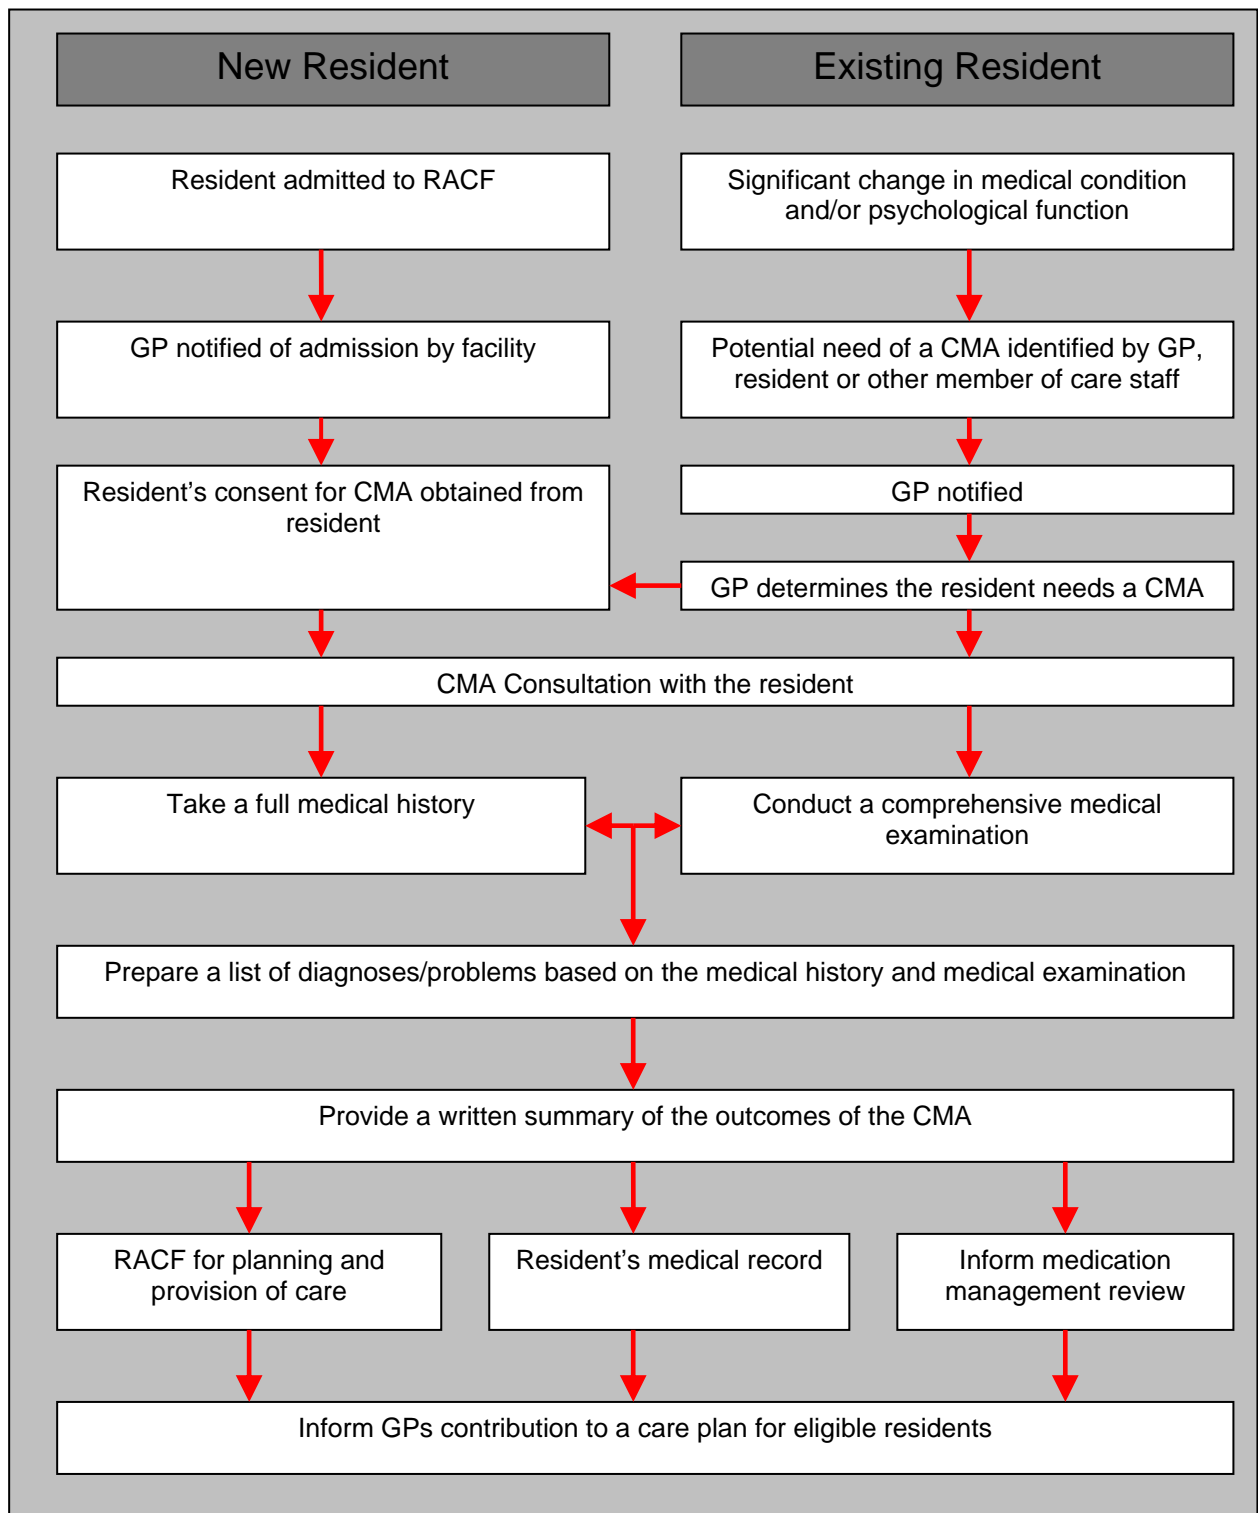 New Resident
Existing Resident
Resident admitted to RACF
Significant change in medical condition
and/or psychological function
GP notified of admission by facility
Potential need of a CMA identified by GP,
resident or other member of care staff
Resident’s consent for CMA obtained from
resident
GP notified
GP determines the resident needs a CMA
CMA Consultation with the resident
Take a full medical history
Conduct a comprehensive medical
examination
Prepare a list of diagnoses/problems based on the medical history and medical examination
Provide a written summary of the outcomes of the CMA
RACF for planning and
provision of care
Resident’s medical record
Inform medication
management review
Inform GPs contribution to a care plan for eligible residents